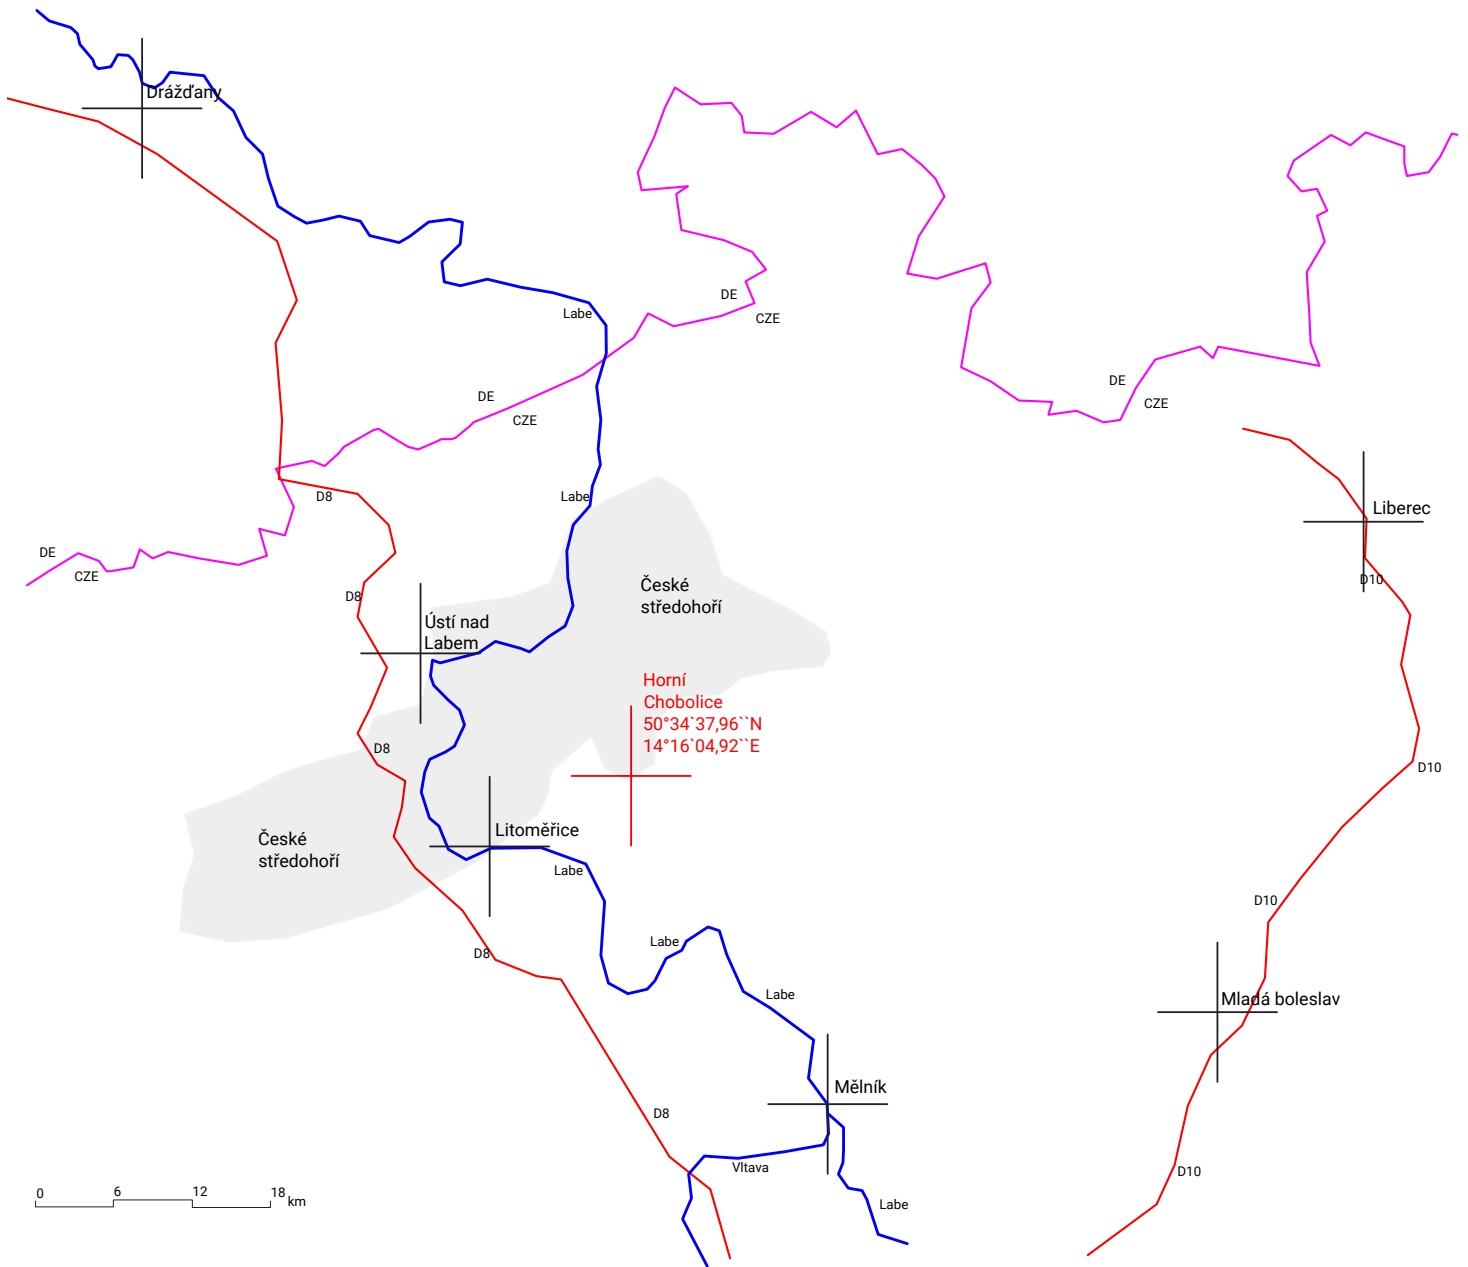 Drážďany
Labe
DE
CZE
DE
CZE
DE
CZE
D8
Labe
Liberec
DE
CZE
D10
České
středohoří
D8
Ústí nad
Labem
Horní
Chobolice
50°34`37,96``N
14°16`04,92``E
D8
D10
Litoměřice
České
středohoří
Labe
D10
Labe
D8
Labe
Mladá boleslav
Mělník
D8
Vltava
D10
0 6 12 18 km
Labe